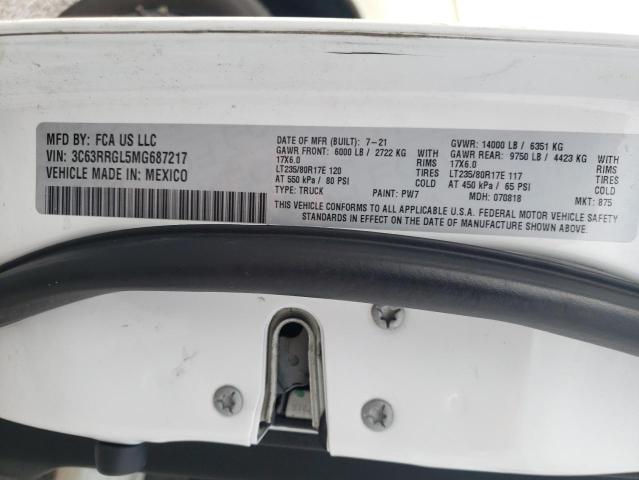 MFD BY: FCA US LLC
VIN: 3C63RRGL5MG687217
VEHICLE MADE IN: MEXICO
DATE OF MFR (BUILT): 7-21
GVWR: 14000 LB / 6351 KG
GAWR FRONT: 6000 LB / 2722 KG WITH
GAWR REAR: 9750 LB / 4423 KG WITH
17X6.0 RIMS
17X6.0 RIMS
LT235/80R17E 120 TIRES
LT235/80R17E 117 TIRES
AT 550 kPa / 80 PSI COLD
AT 450 kPa / 65 PSI COLD
TYPE: TRUCK PAINT: PW7 MDH: 070818 MKT: 875
THIS VEHICLE CONFORMS TO ALL APPLICABLE U.S.A. FEDERAL MOTOR VEHICLE SAFETY
STANDARDS IN EFFECT ON THE DATE OF MANUFACTURE SHOWN ABOVE.